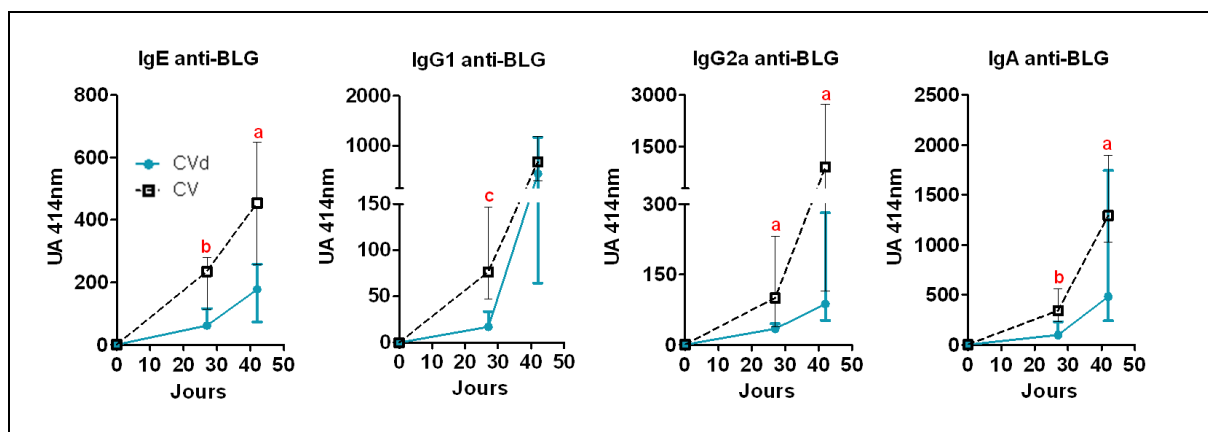 IgE anti-BLG
800
600
400
200
0
UA 414nm
CVd
CV
b
a
0 10 20 30 40 50
Jours
IgG1 anti-BLG
2000
1000
150
100
50
0
UA 414nm
c
0 10 20 30 40 50
Jours
IgG2a anti-BLG
3000
1500
300
150
0
UA 414nm
a
a
0 10 20 30 40 50
Jours
IgA anti-BLG
2500
2000
1500
1000
500
0
UA 414nm
b
a
0 10 20 30 40 50
Jours